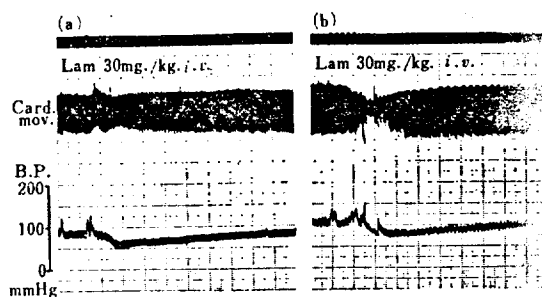 (a)
(b)
Lam 30mg./kg.i.v.
Lam 30mg./kg. i.v.
Card.
mov.
B.P.
200
100
0
mmHg